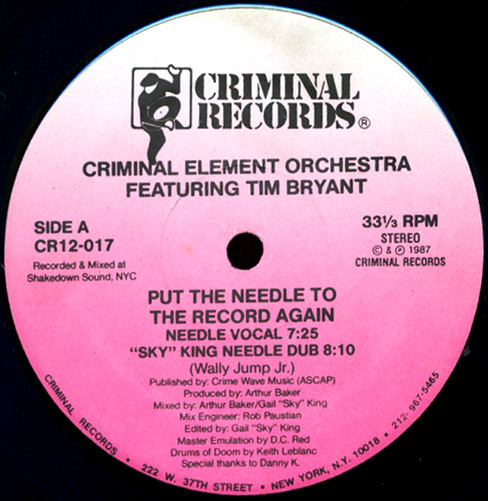 CRIMINAL
RECORDS®
CRIMINAL ELEMENT ORCHESTRA
FEATURING TIM BRYANT
SIDE A
CR12-017
Recorded & Mixed at
Shakedown Sound, NYC
33⅓ RPM
STEREO
© & ℗ 1987
CRIMINAL RECORDS
PUT THE NEEDLE TO
THE RECORD AGAIN
NEEDLE VOCAL 7:25
"SKY" KING NEEDLE DUB 8:10
(Wally Jump Jr.)
Published by: Crime Wave Music (ASCAP)
Produced by: Arthur Baker
Mixed by: Arthur Baker/Gail "Sky" King
Mix Engineer: Rob Paustian
Edited by: Gail "Sky" King
Master Emulation by D.C. Red
Drums of Doom by Keith Leblanc
Special thanks to Danny K.
CRIMINAL RECORDS • 222 W. 37TH STREET • NEW YORK, N.Y. 10018 • 212-967-5465